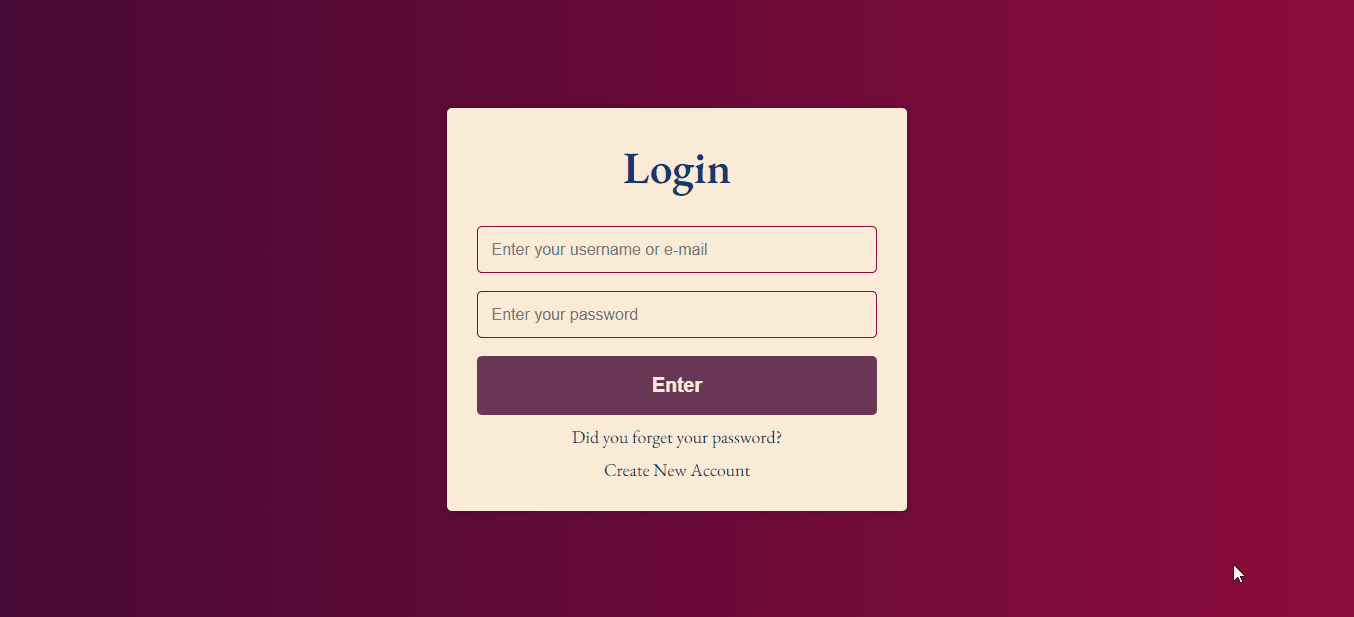 Login
Enter your username or e-mail
Enter your password
Enter
Did you forget your password?
Create New Account